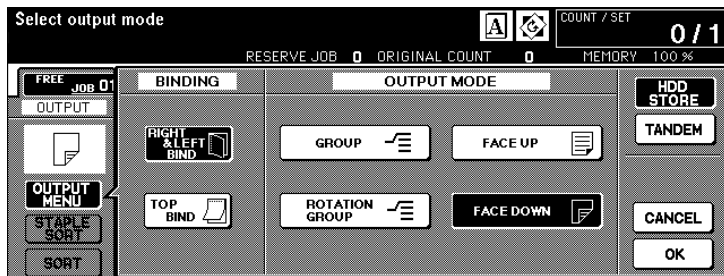 Select output mode
A
COUNT / SET
0 / 1
RESERVE JOB 0 ORIGINAL COUNT 0 MEMORY 100 %
FREE JOB 01
OUTPUT
OUTPUT MENU
STAPLE SORT
SORT
BINDING
RIGHT
&LEFT
BIND
TOP
BIND
OUTPUT MODE
GROUP
FACE UP
ROTATION
GROUP
FACE DOWN
HDD
STORE
TANDEM
CANCEL
OK